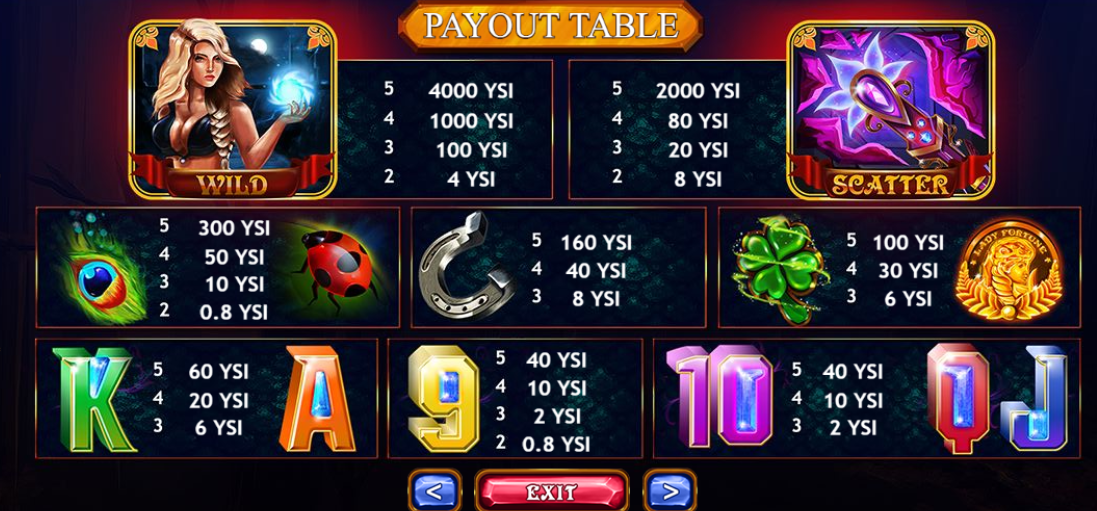 PAYOUT TABLE
WILD
5 4000 YSI
4 1000 YSI
3 100 YSI
2 4 YSI
5 2000 YSI
4 80 YSI
3 20 YSI
2 8 YSI
SCATTER
5 300 YSI
4 50 YSI
3 10 YSI
2 0.8 YSI
5 160 YSI
4 40 YSI
3 8 YSI
5 100 YSI
4 30 YSI
3 6 YSI
LADY FORTUNE
K
5 60 YSI
4 20 YSI
3 6 YSI
A
9
5 40 YSI
4 10 YSI
3 2 YSI
2 0.8 YSI
10
5 40 YSI
4 10 YSI
3 2 YSI
Q J
< EXIT >